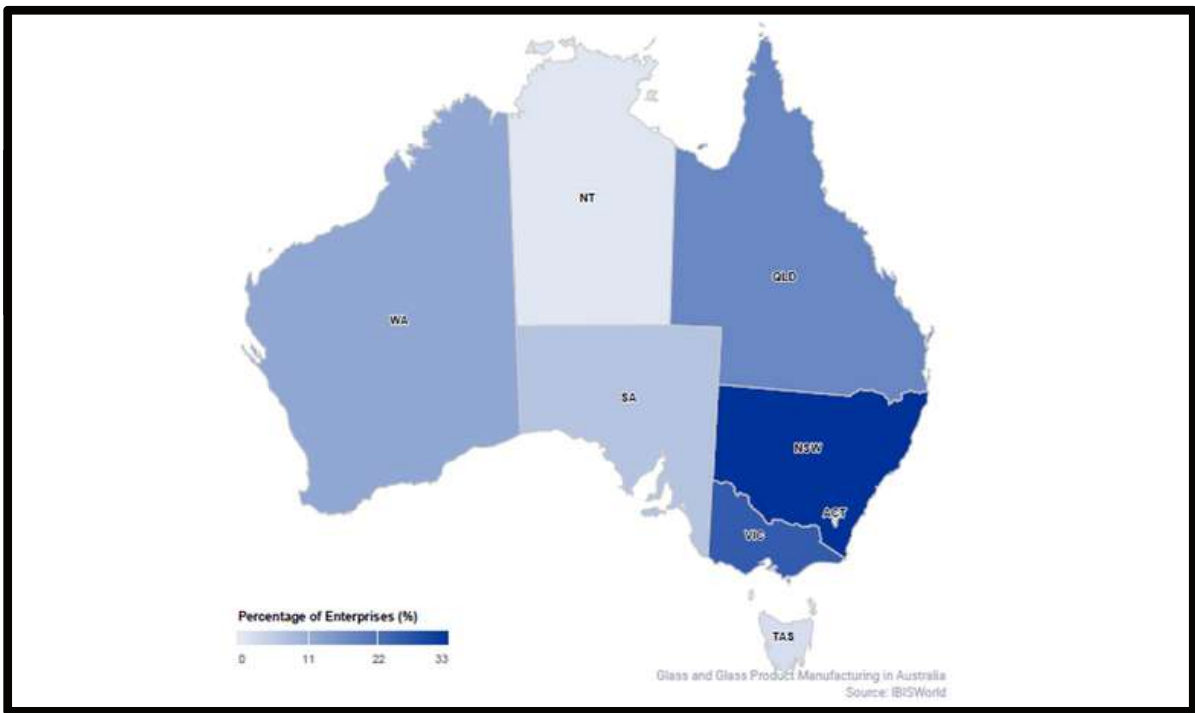 NT
QLD
WA
SA
NSW
ACT
VIC
TAS
Percentage of Enterprises (%)
0 11 22 33
Glass and Glass Product Manufacturing in Australia
Source: IBISWorld